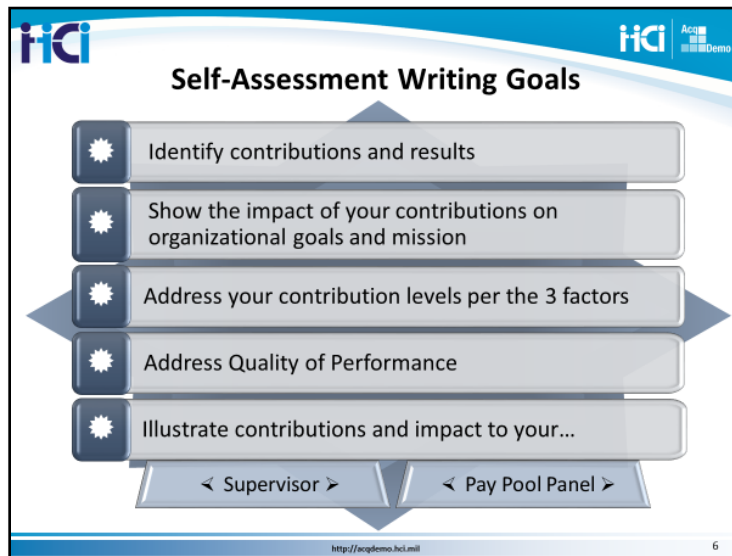 HCi
HCi Acq Demo
Self-Assessment Writing Goals
Identify contributions and results
Show the impact of your contributions on
organizational goals and mission
Address your contribution levels per the 3 factors
Address Quality of Performance
Illustrate contributions and impact to your…
⮘ Supervisor ⮚
⮘ Pay Pool Panel ⮚
http://acqdemo.hci.mil
6